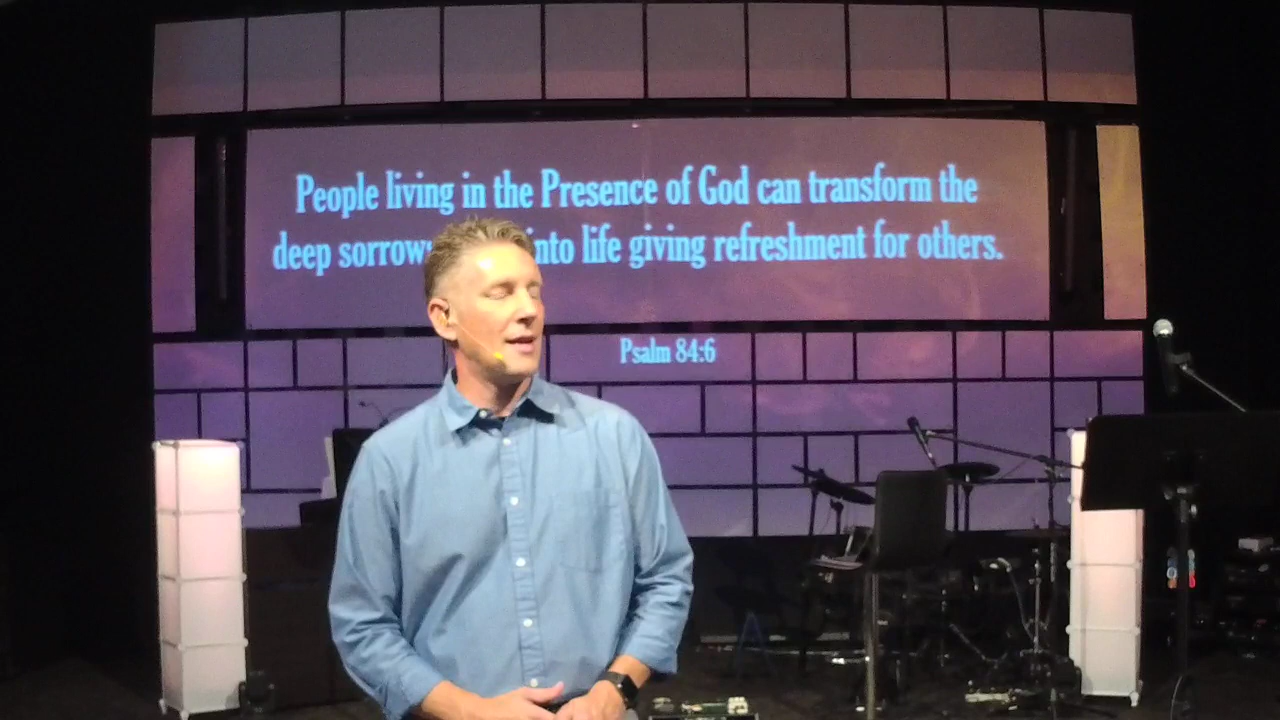 People living in the Presence of God can transform the
deep sorrows into life giving refreshment for others.
Psalm 84:6